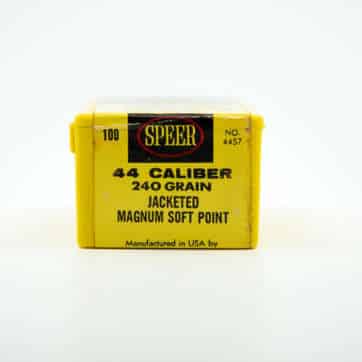 100 SPEER NO. 4457
44 CALIBER
240 GRAIN
JACKETED
MAGNUM SOFT POINT
Manufactured in USA by